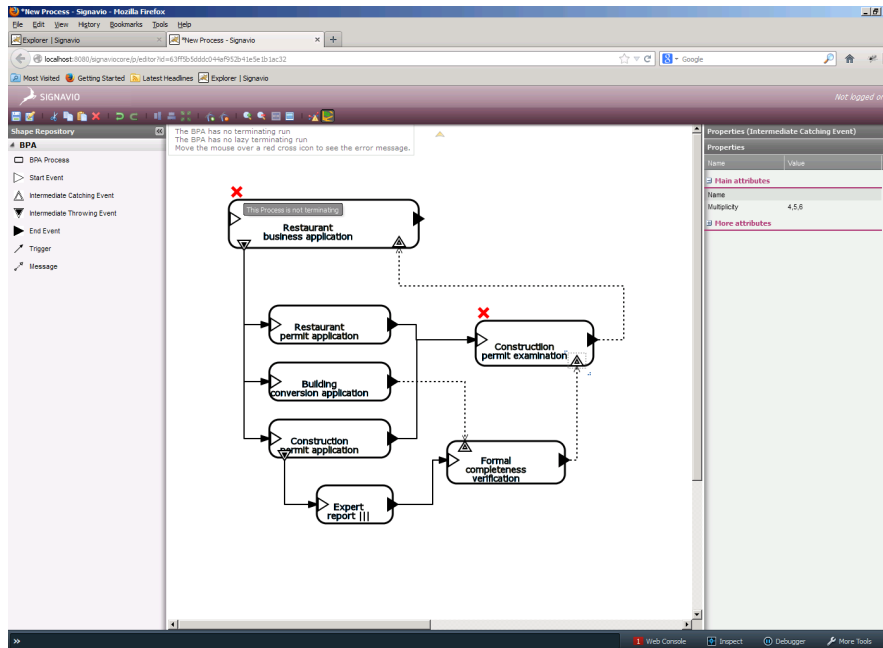 *New Process - Signavio - Mozilla Firefox
File Edit View History Bookmarks Tools Help
Explorer | Signavio × *New Process - Signavio × +
localhost:8080/signaviocore/p/editor?id=63ff5b5dddc044af952b41e5e1b1ac32 Google
Most Visited Getting Started Latest Headlines Explorer | Signavio
SIGNAVIO Not logged on
Shape Repository
BPA
BPA Process
Start Event
Intermediate Catching Event
Intermediate Throwing Event
End Event
Trigger
Message
The BPA has no terminating run
The BPA has no lazy terminating run
Move the mouse over a red cross icon to see the error message.
This Process is not terminating
Restaurant
business application
Restaurant
permit application
Building
conversion application
Construction
permit application
Expert
report |||
Construction
permit examination
Formal
completeness
verification
Properties (Intermediate Catching Event)
Properties
Name Value
Main attributes
Name
Multiplicity 4,5,6
More attributes
» 1 Web Console Inspect Debugger More Tools